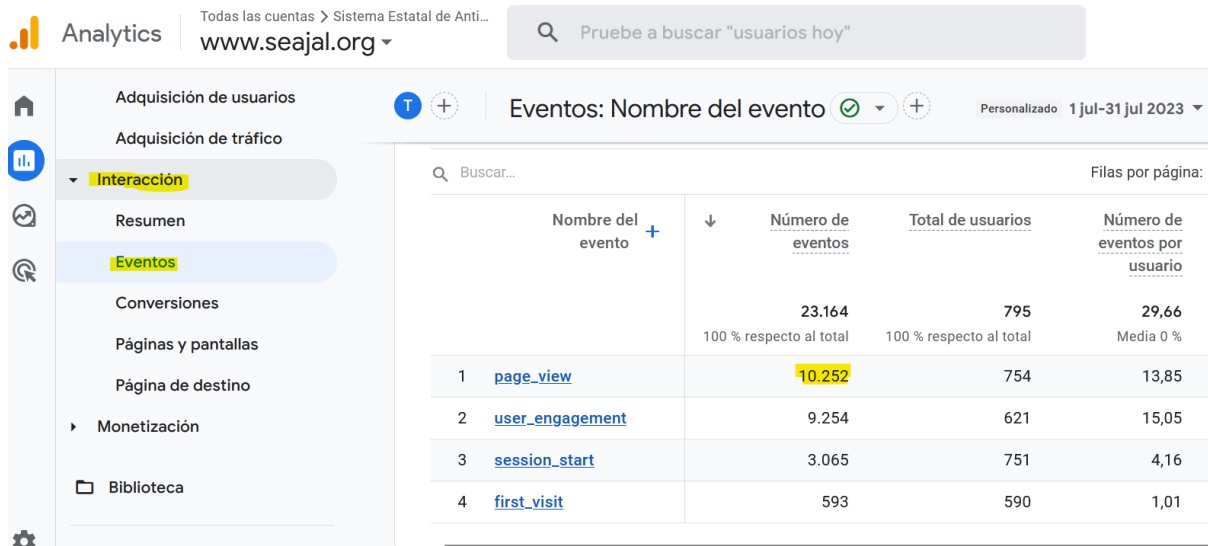 Analytics
Todas las cuentas > Sistema Estatal de Anti...
www.seajal.org
Pruebe a buscar "usuarios hoy"
Adquisición de usuarios
Adquisición de tráfico
Interacción
Resumen
Eventos
Conversiones
Páginas y pantallas
Página de destino
Monetización
Biblioteca
T
Eventos: Nombre del evento
Personalizado 1 jul-31 jul 2023
Buscar...
Filas por página:
Nombre del
evento
Número de
eventos
Total de usuarios
Número de
eventos por
usuario
23.164 795 29,66
100 % respecto al total 100 % respecto al total Media 0 %
1 page_view 10.252 754 13,85
2 user_engagement 9.254 621 15,05
3 session_start 3.065 751 4,16
4 first_visit 593 590 1,01